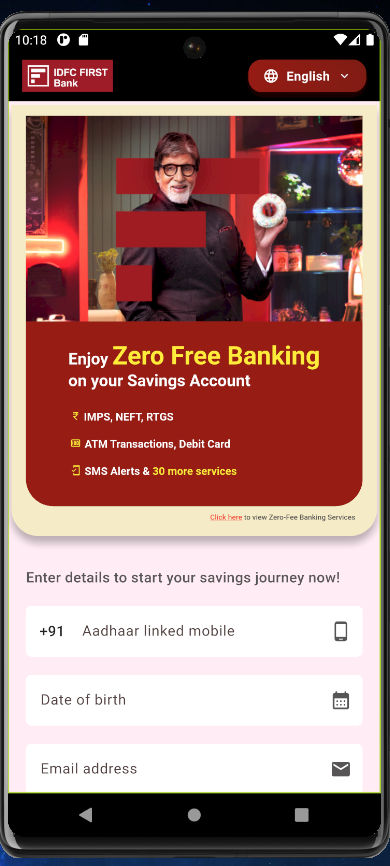 10:18
IDFC FIRST
Bank
English
Enjoy Zero Free Banking
on your Savings Account
₹ IMPS, NEFT, RTGS
ATM Transactions, Debit Card
SMS Alerts & 30 more services
Click here to view Zero-Fee Banking Services
Enter details to start your savings journey now!
+91 Aadhaar linked mobile
Date of birth
Email address